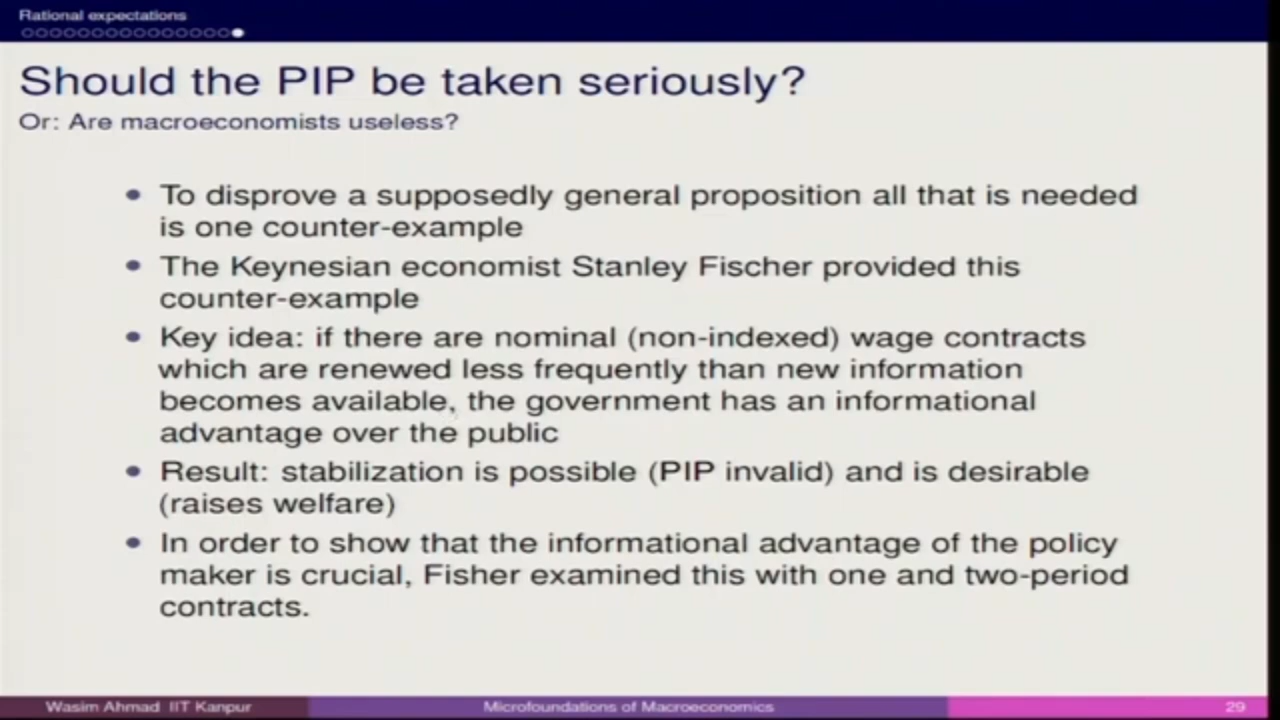 Rational expectations
Should the PIP be taken seriously?
Or: Are macroeconomists useless?
To disprove a supposedly general proposition all that is needed
is one counter-example
The Keynesian economist Stanley Fischer provided this
counter-example
Key idea: if there are nominal (non-indexed) wage contracts
which are renewed less frequently than new information
becomes available, the government has an informational
advantage over the public
Result: stabilization is possible (PIP invalid) and is desirable
(raises welfare)
In order to show that the informational advantage of the policy
maker is crucial, Fisher examined this with one and two-period
contracts.
Wasim Ahmad IIT Kanpur
Microfoundations of Macroeconomics
29